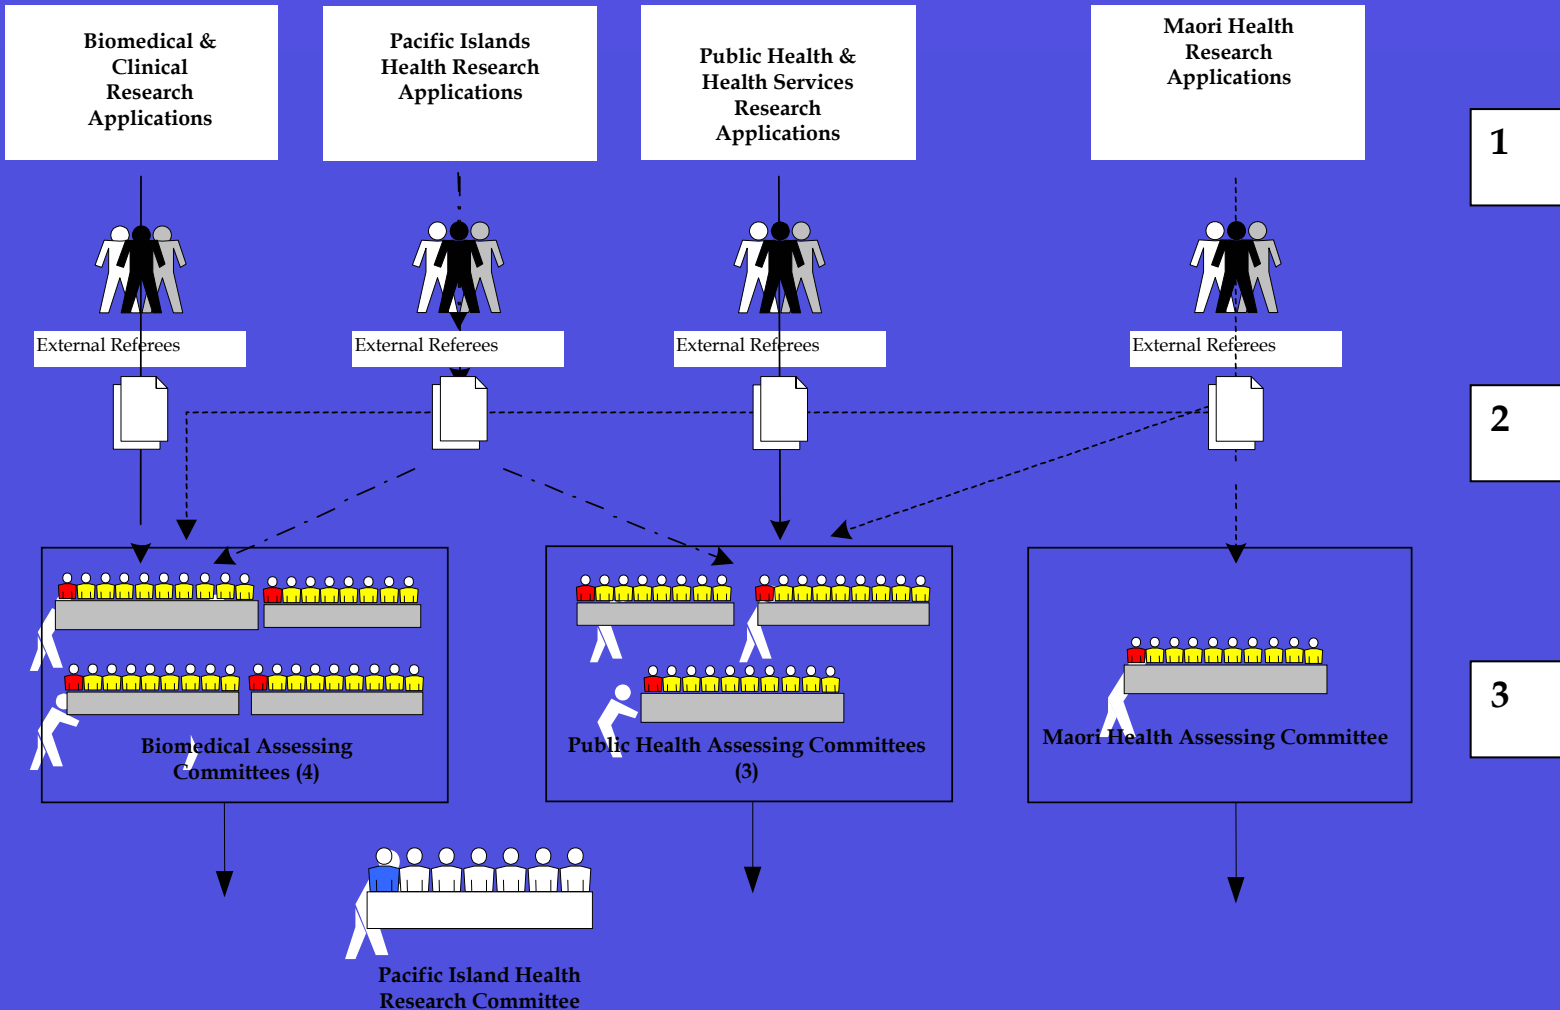 Biomedical &
Clinical
Research
Applications
Pacific Islands
Health Research
Applications
Public Health &
Health Services
Research
Applications
Maori Health
Research
Applications
1
External Referees
External Referees
External Referees
External Referees
2
3
Biomedical Assessing
Committees (4)
Public Health Assessing Committees
(3)
Maori Health Assessing Committee
Pacific Island Health
Research Committee